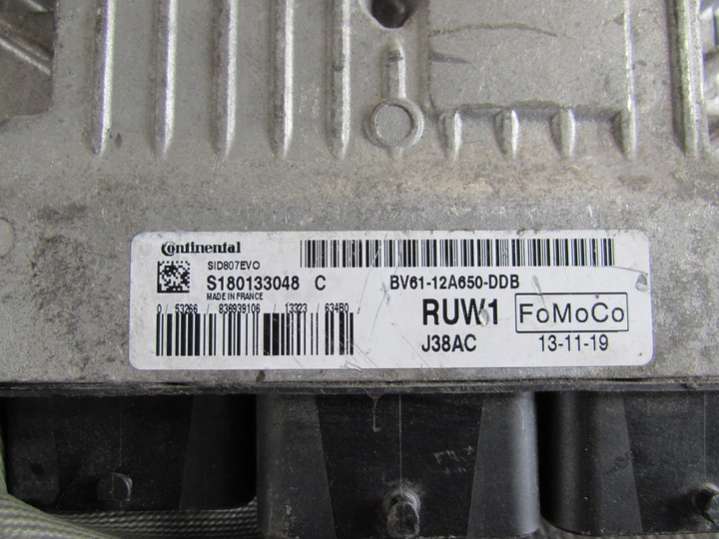 Continental
SID807EVO
S180133048 C
MADE IN FRANCE
0 / 53266 / 836939106 / 13323 / 634B0
BV61-12A650-DDB
RUW1
FoMoCo
J38AC
13-11-19